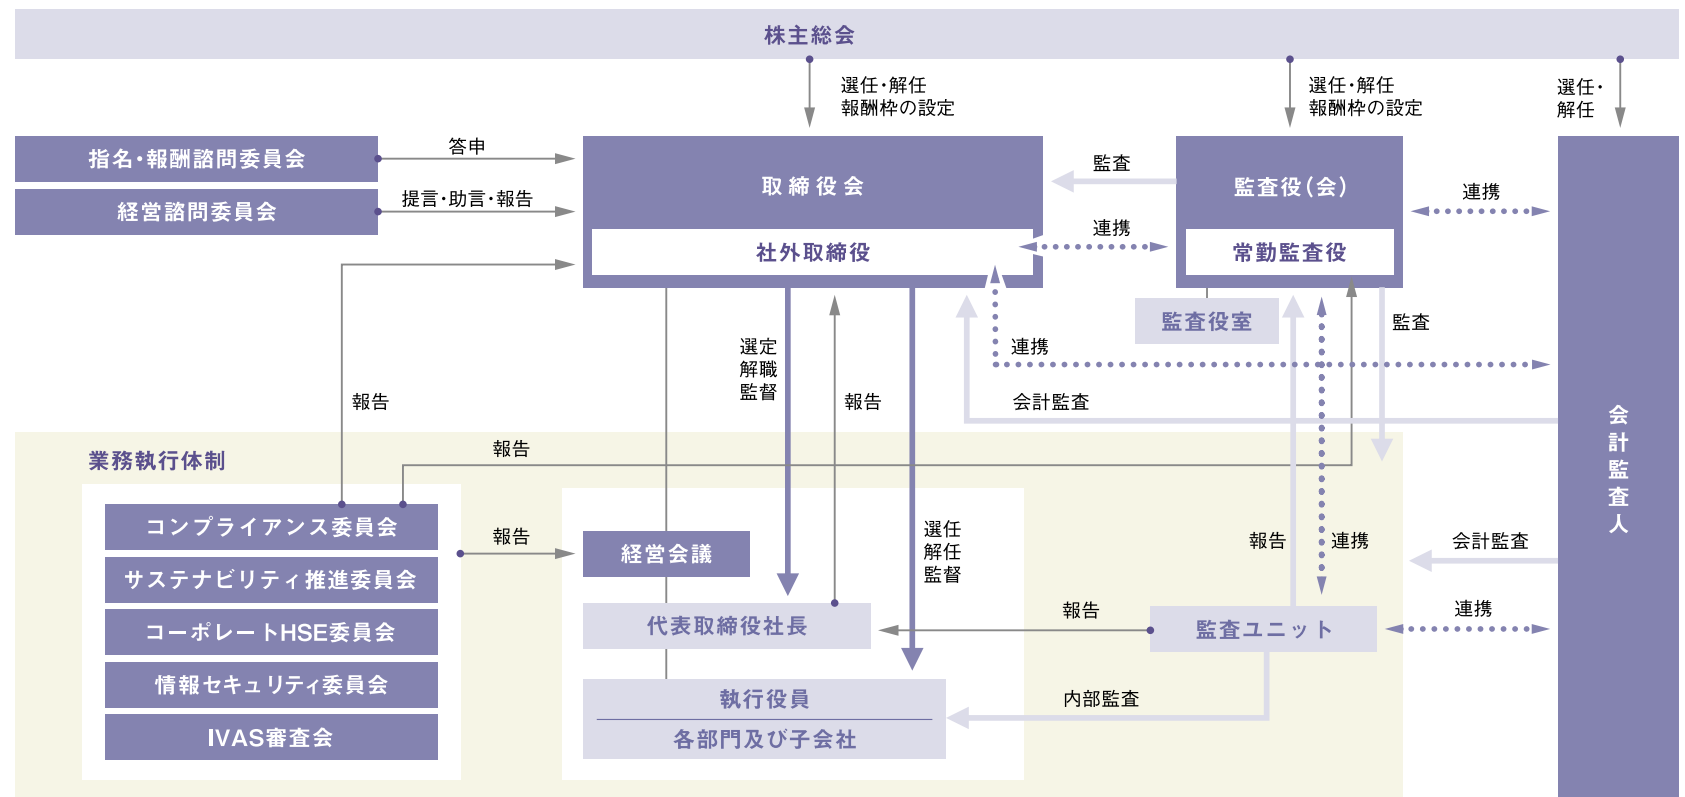 株主総会
選任・解任
報酬枠の設定
選任・解任
報酬枠の設定
選任・
解任
指名・報酬諮問委員会
答申
経営諮問委員会
提言・助言・報告
取締役会
社外取締役
監査
連携
監査役（会）
常勤監査役
監査役室
連携
監査
連携
会計監査
会計監査人
選定
解職
監督
報告
報告
業務執行体制
報告
コンプライアンス委員会
サステナビリティ推進委員会
コーポレートHSE委員会
情報セキュリティ委員会
IVAS審査会
報告
経営会議
選任
解任
監督
代表取締役社長
執行役員
各部門及び子会社
報告
報告
連携
監査ユニット
内部監査
会計監査
連携